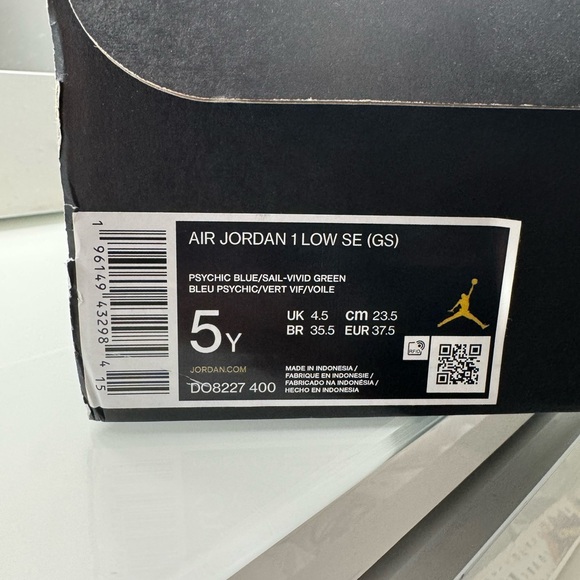 AIR JORDAN 1 LOW SE (GS)
PSYCHIC BLUE/SAIL-VIVID GREEN
BLEU PSYCHIC/VERT VIF/VOILE
5Y
UK 4.5 cm 23.5
BR 35.5 EUR 37.5
JORDAN.COM
DO8227 400
MADE IN INDONESIA/
FABRIQUE EN INDONESIE/
FABRICADO NA INDONÉSIA/
HECHO EN INDONESIA
RFID
1 96149 43298 4 15